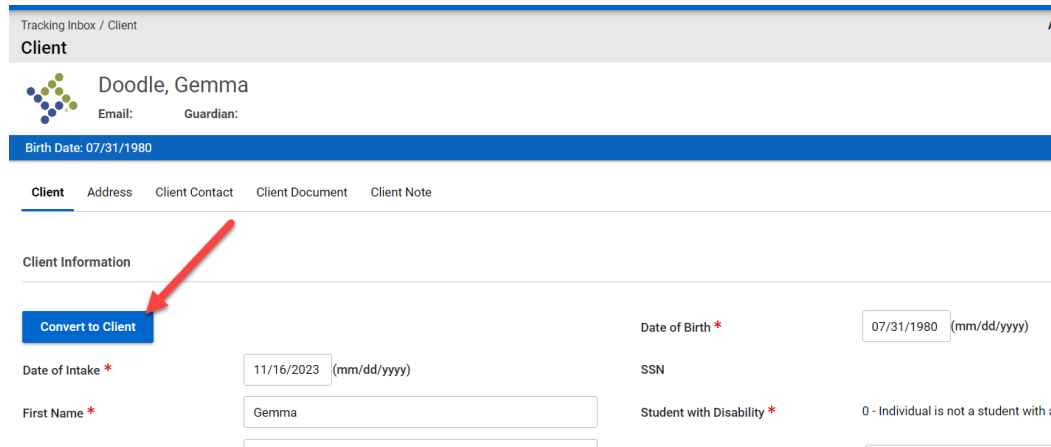 Tracking Inbox / Client
Client
Doodle, Gemma
Email: Guardian:
Birth Date: 07/31/1980
Client Address Client Contact Client Document Client Note
Client Information
Convert to Client Date of Birth * 07/31/1980 (mm/dd/yyyy)
Date of Intake * 11/16/2023 (mm/dd/yyyy) SSN
First Name * Gemma Student with Disability * 0 - Individual is not a student with